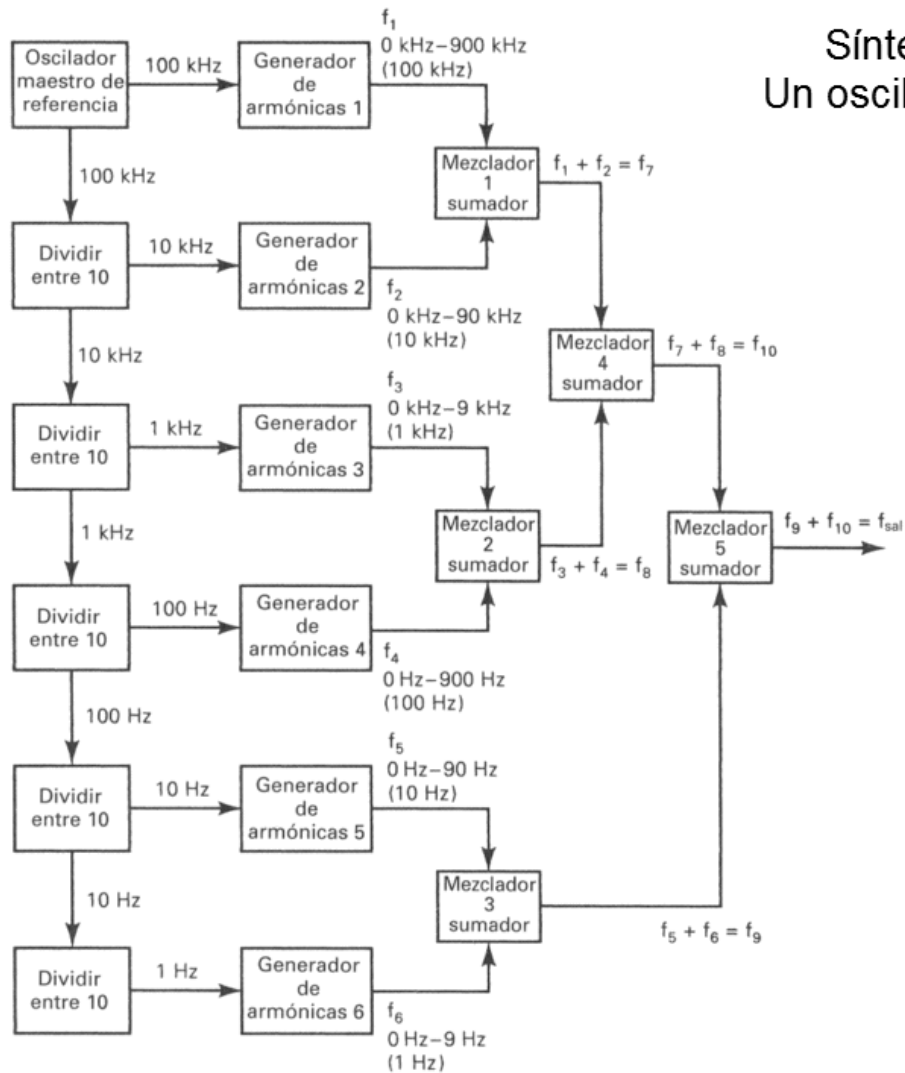 Sínte
Un oscil
Oscilador
maestro de
referencia
100 kHz
Generador
de
armónicas 1
f₁
0 kHz–900 kHz
(100 kHz)
Mezclador
1
sumador
f₁ + f₂ = f₇
100 kHz
Dividir
entre 10
10 kHz
Generador
de
armónicas 2
f₂
0 kHz–90 kHz
(10 kHz)
Mezclador
4
sumador
f₇ + f₈ = f₁₀
10 kHz
Dividir
entre 10
1 kHz
Generador
de
armónicas 3
f₃
0 kHz–9 kHz
(1 kHz)
Mezclador
2
sumador
f₃ + f₄ = f₈
Mezclador
5
sumador
f₉ + f₁₀ = fsal
1 kHz
Dividir
entre 10
100 Hz
Generador
de
armónicas 4
f₄
0 Hz–900 Hz
(100 Hz)
100 Hz
Dividir
entre 10
10 Hz
Generador
de
armónicas 5
f₅
0 Hz–90 Hz
(10 Hz)
Mezclador
3
sumador
f₅ + f₆ = f₉
10 Hz
Dividir
entre 10
1 Hz
Generador
de
armónicas 6
f₆
0 Hz–9 Hz
(1 Hz)